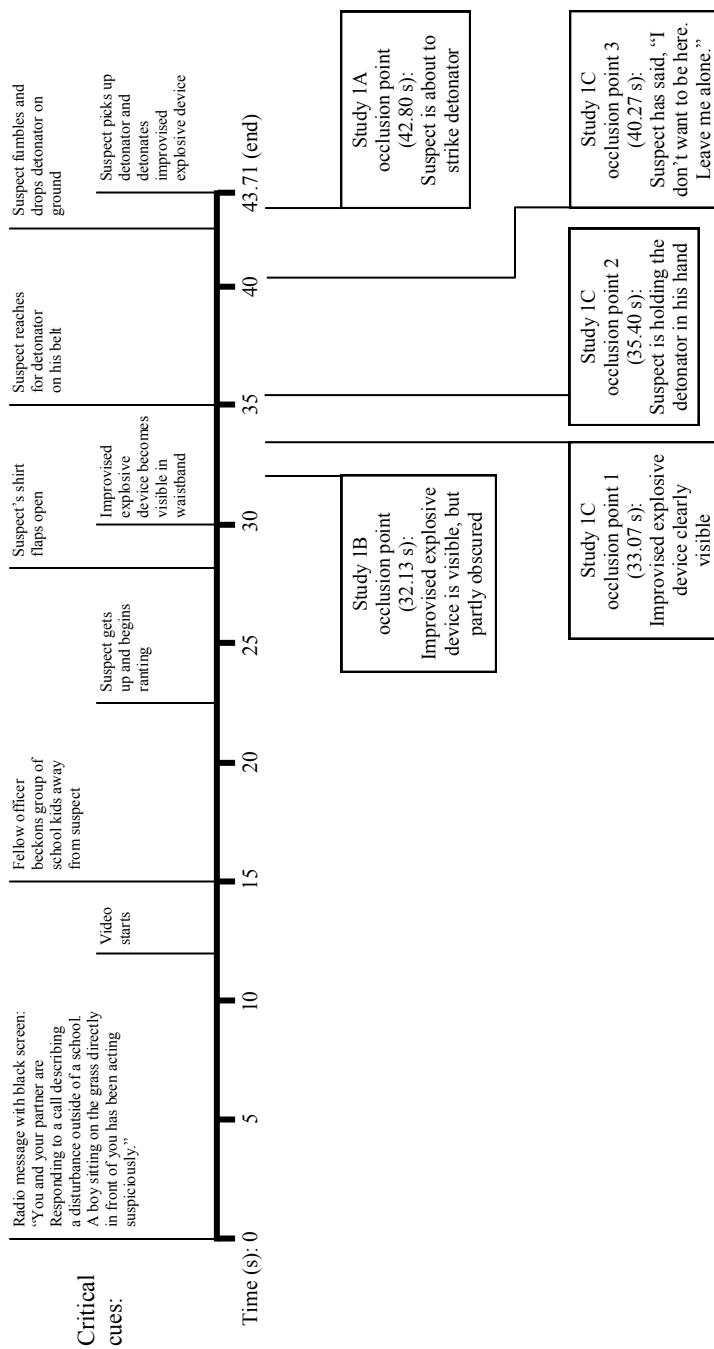 Critical
cues:
Radio message with black screen:
“You and your partner are
Responding to a call describing
a disturbance outside of a school.
A boy sitting on the grass directly
in front of you has been acting
suspiciously.”
Video
starts
Fellow officer
beckons group of
school kids away
from suspect
Suspect gets
up and begins
ranting
Suspect’s shirt
flaps open
Improvised
explosive
device becomes
visible in
waistband
Suspect reaches
for detonator
on his belt
Suspect fumbles and
drops detonator on
ground
Suspect picks up
detonator and
detonates
improvised
explosive device
Time (s): 0 5 10 15 20 25 30 35 40 43.71 (end)
Study 1B
occlusion point
(32.13 s):
Improvised explosive
device is visible, but
partly obscured
Study 1A
occlusion point
(42.80 s):
Suspect is about to
strike detonator
Study 1C
occlusion point 1
(33.07 s):
Improvised explosive
device clearly
visible
Study 1C
occlusion point 2
(35.40 s):
Suspect is holding the
detonator in his hand
Study 1C
occlusion point 3
(40.27 s):
Suspect has said, “I
don’t want to be here.
Leave me alone.”